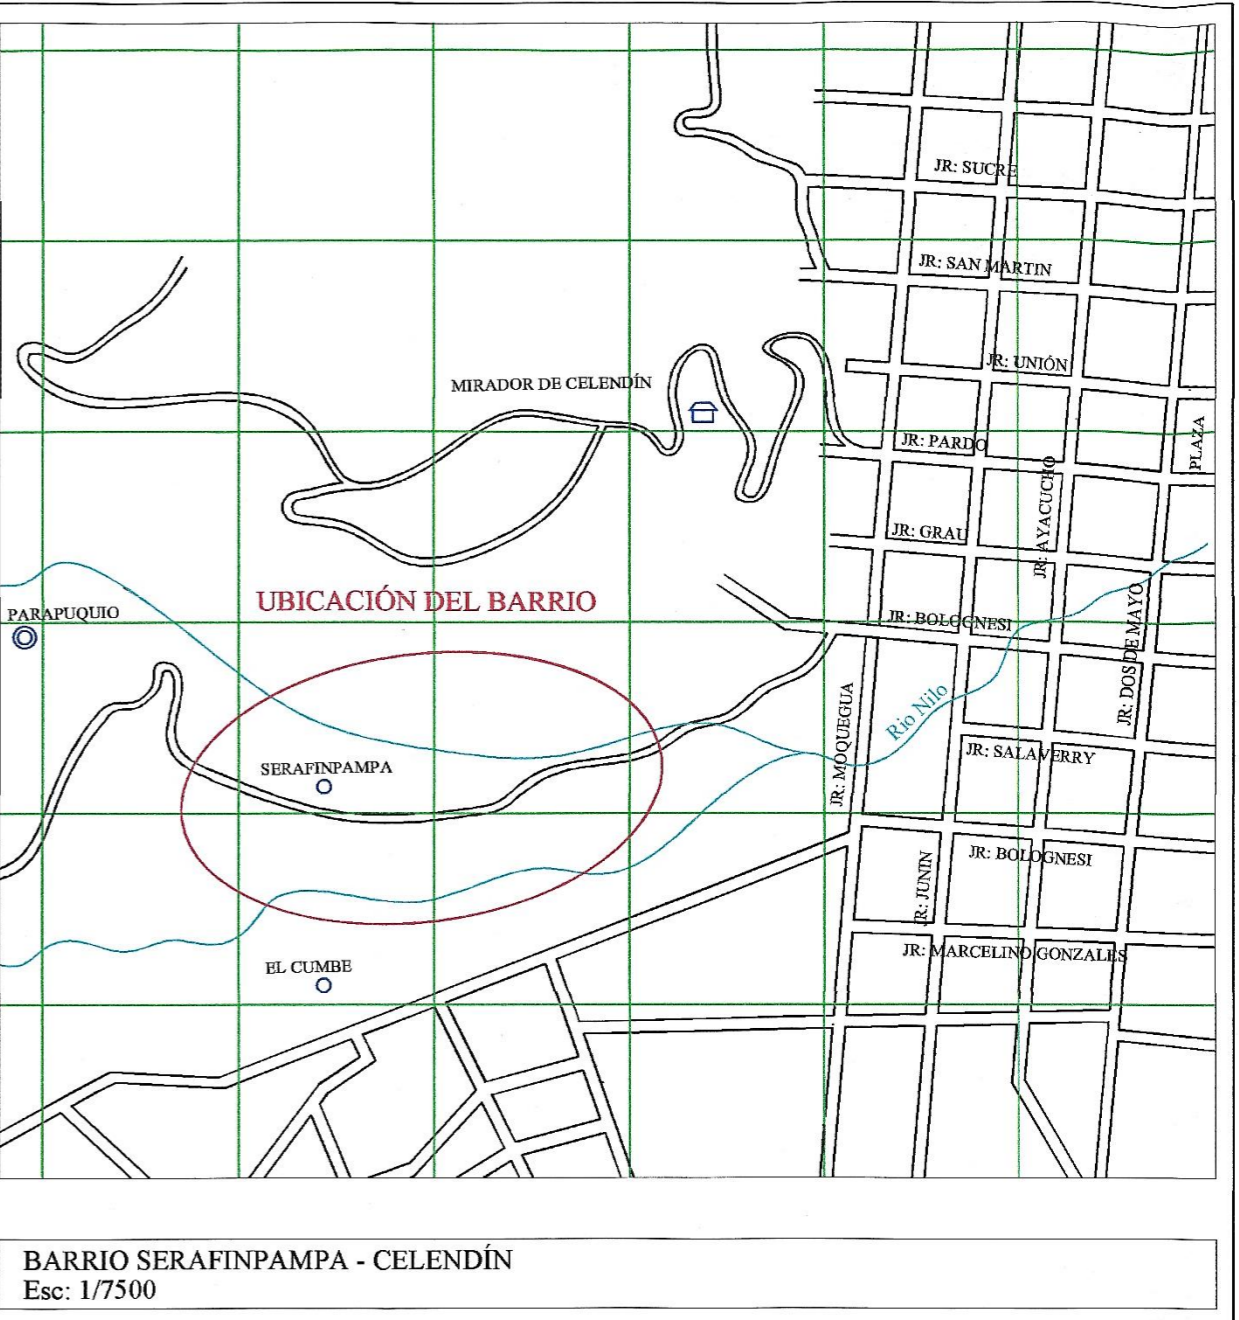 JR: SUCRE
JR: SAN MARTIN
JR: UNIÓN
MIRADOR DE CELENDÍN
JR: PARDO
PLAZA
JR: AYACUCHO
JR: GRAU
UBICACIÓN DEL BARRIO
PARAPUQUIO
JR: BOLOGNESI
JR: DOS DE MAYO
Rio Nilo
JR: MOQUEGUA
JR: SALAVERRY
SERAFINPAMPA
JR: BOLOGNESI
JR: JUNIN
JR: MARCELINO GONZALES
EL CUMBE
BARRIO SERAFINPAMPA - CELENDÍN
Esc: 1/7500